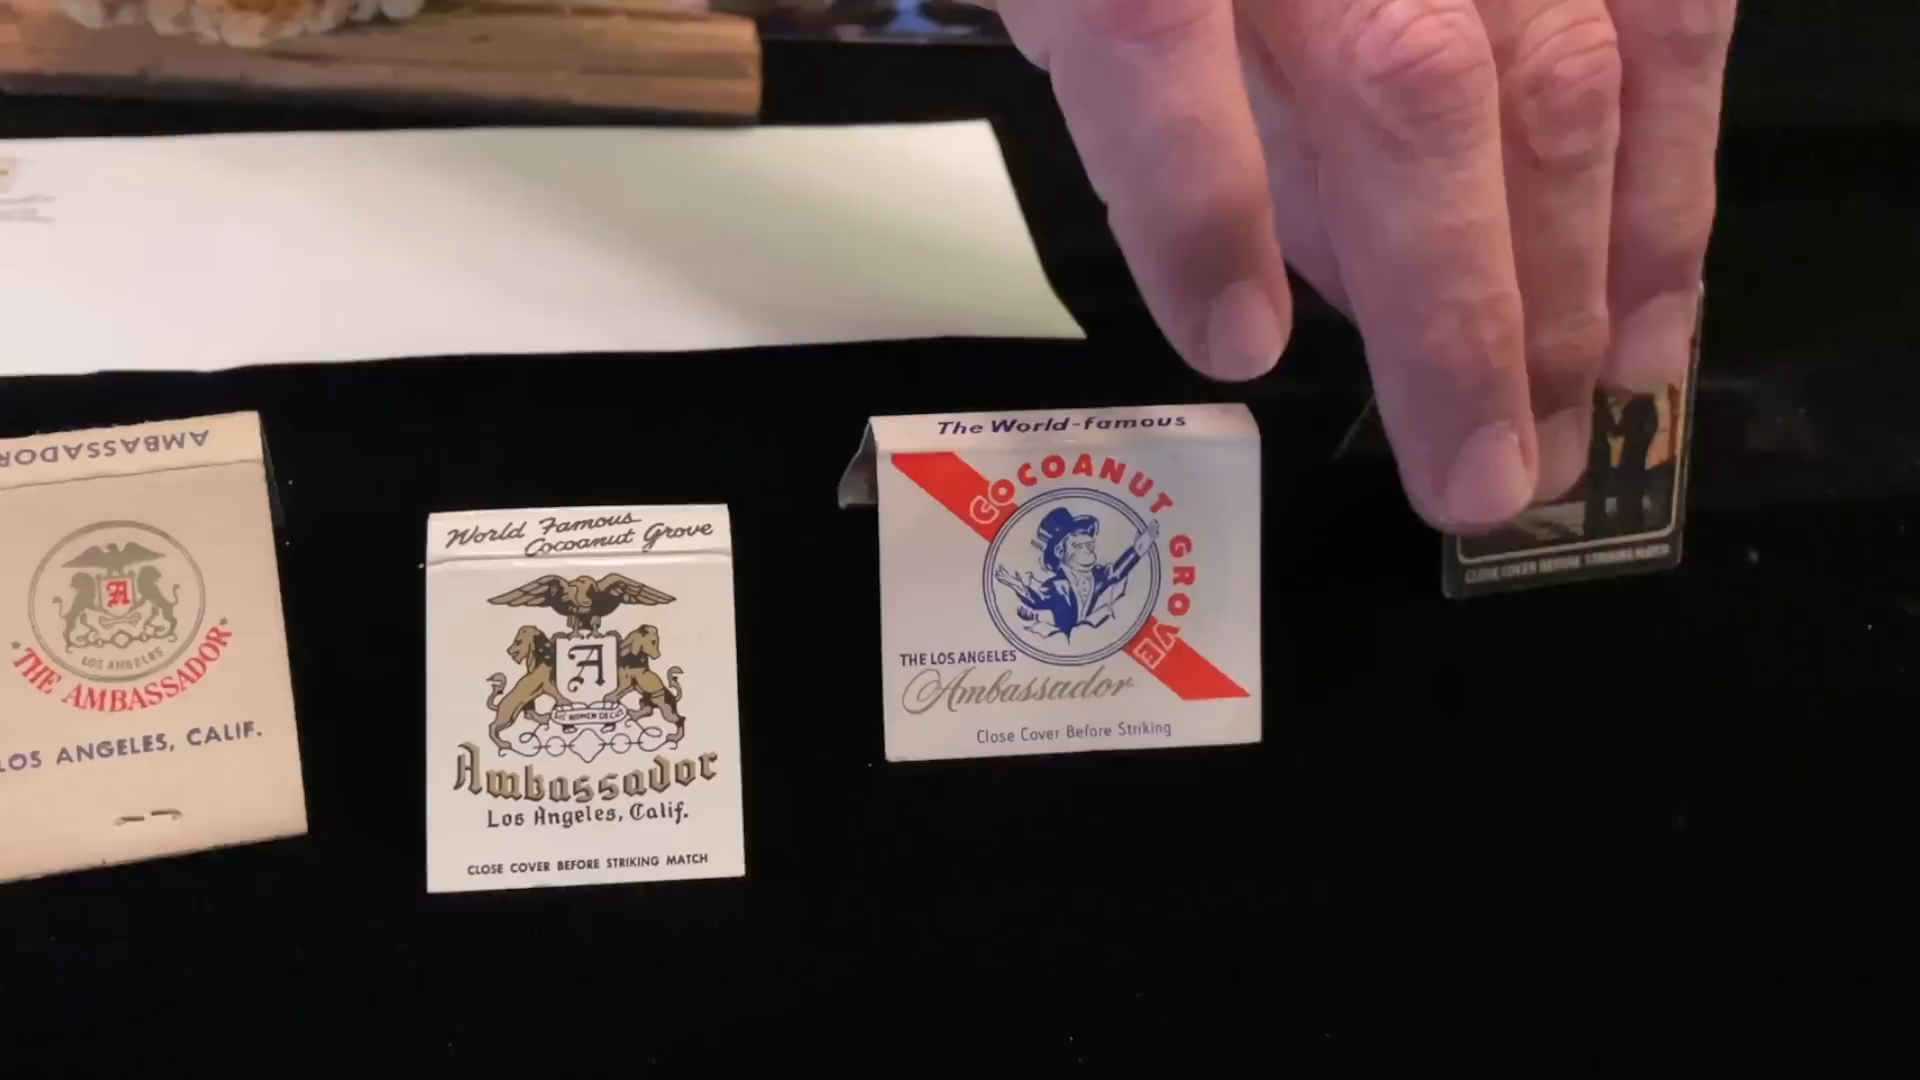 AMBASSADOR
A
LOS ANGELES
THE AMBASSADOR
LOS ANGELES, CALIF.
World Famous
Cocoanut Grove
A
Ambassador
Los Angeles, Calif.
CLOSE COVER BEFORE STRIKING MATCH
The World-famous
COCOANUT GROVE
THE LOS ANGELES
Ambassador
Close Cover Before Striking
CLOSE COVER BEFORE STRIKING MATCH